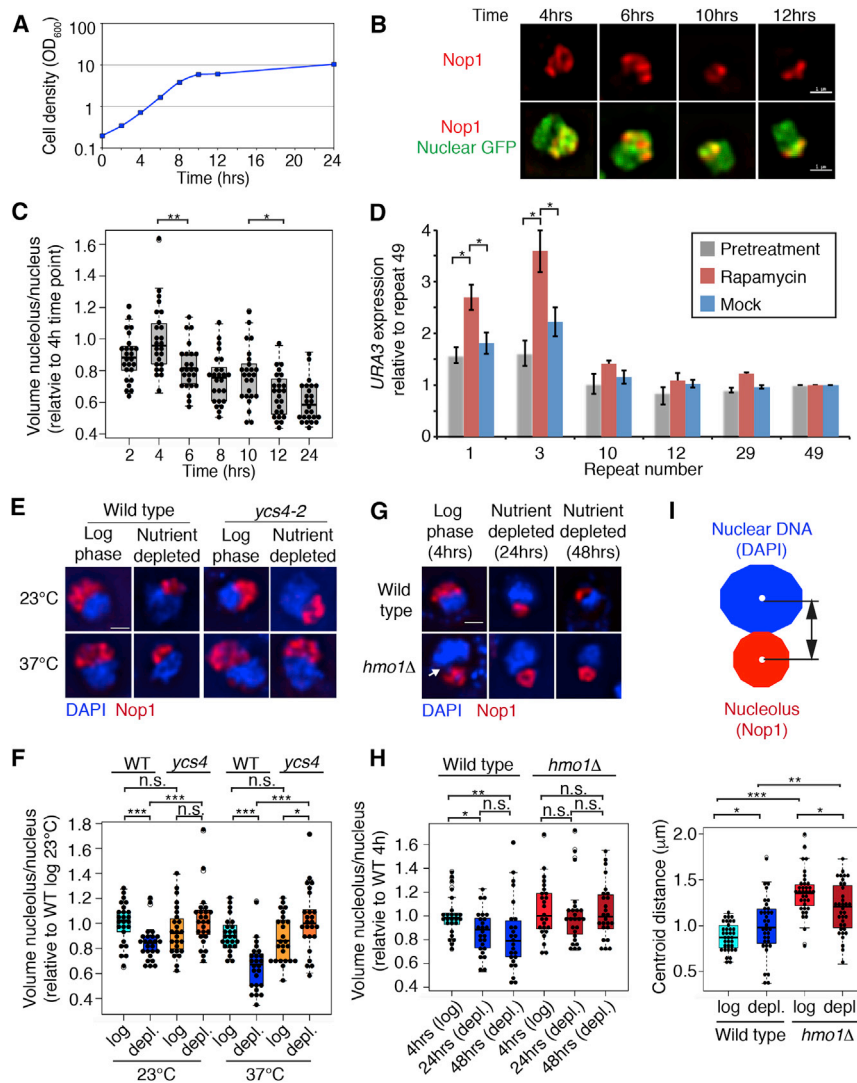 A
Cell density (OD600)
100
10
1
0.1
0 4 8 12 16 20 24
Time (hrs)
B
Time 4hrs 6hrs 10hrs 12hrs
Nop1
1 µm
Nop1
Nuclear GFP
1 µm
C
** *
Volume nucleolus/nucleus
(relatvie to 4h time point)
1.6
1.4
1.2
1.0
0.8
0.6
0.4
2 4 6 8 10 12 24
Time (hrs)
D
* * * *
URA3 expression
relative to repeat 49
4
3
2
1
0
Pretreatment
Rapamycin
Mock
1 3 10 12 29 49
Repeat number
E
Wild type ycs4-2
Log phase Nutrient depleted Log phase Nutrient depleted
23°C
37°C
DAPI Nop1
G
Log phase (4hrs) Nutrient depleted (24hrs) Nutrient depleted (48hrs)
Wild type
hmo1Δ
DAPI Nop1
I
Nuclear DNA
(DAPI)
Nucleolus
(Nop1)
F
WT ycs4 WT ycs4
n.s. n.s.
*** ***
*** n.s. *** *
Volume nucleolus/nucleus
(relative to WT log 23°C)
1.6
1.4
1.2
1.0
0.8
0.6
0.4
log depl. log depl. log depl. log depl.
23°C 37°C
H
Wild type hmo1Δ
** n.s.
* n.s. n.s. n.s.
Volume nucleolus/nucleus
(relatvie to WT 4h)
1.6
1.4
1.2
1.0
0.8
0.6
0.4
4hrs (log) 24hrs (depl.) 48hrs (depl.) 4hrs (log) 24hrs (depl.) 48hrs (depl.)
**
***
* *
Centroid distance (µm)
2.0
1.5
1.0
0.5
log depl. log depl.
Wild type hmo1Δ